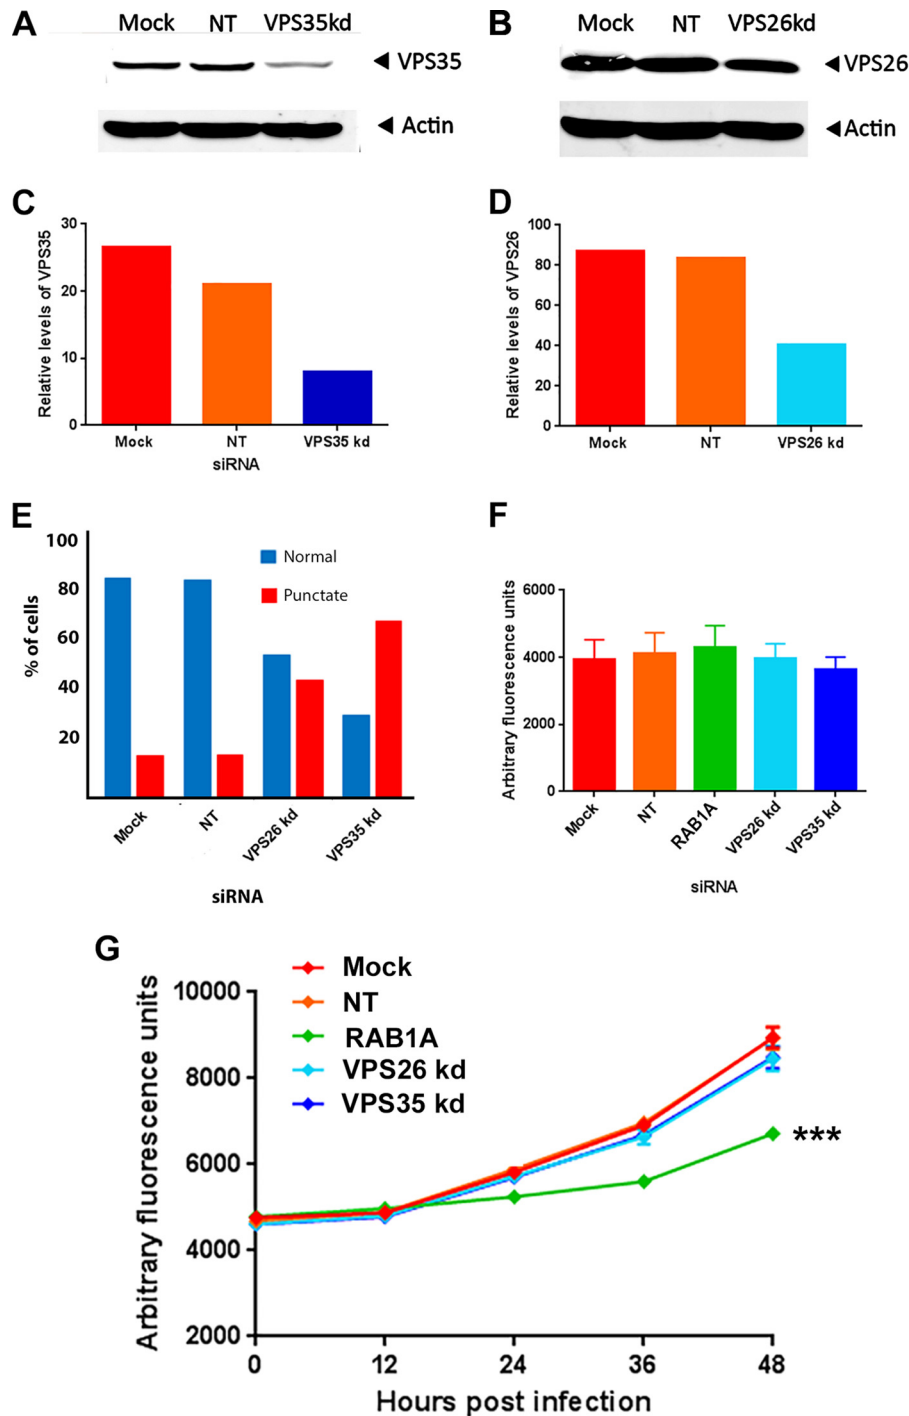 A
Mock NT VPS35kd
◄ VPS35
◄ Actin
B
Mock NT VPS26kd
◄VPS26
◄Actin
C
Relative levels of VPS35
30
20
10
0
Mock NT VPS35 kd
siRNA
D
Relative levels of VPS26
100
80
60
40
20
0
Mock NT VPS26 kd
E
% of cells
100
80
60
40
20
Normal
Punctate
Mock NT VPS26 kd VPS35 kd
siRNA
F
Arbitrary fluorescence units
6000
4000
2000
0
Mock NT RAB1A VPS26 kd VPS35 kd
siRNA
G
Arbitrary fluorescence units
10000
8000
6000
4000
2000
Mock
NT
RAB1A
VPS26 kd
VPS35 kd
***
0 12 24 36 48
Hours post infection